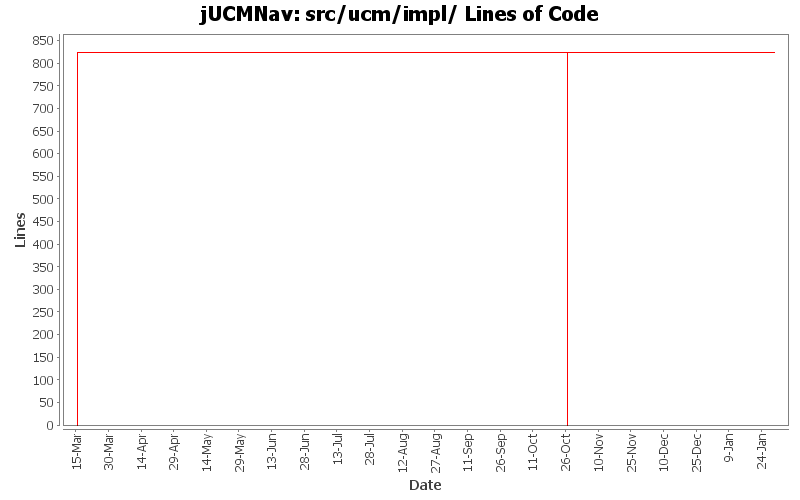 jUCMNav: src/ucm/impl/ Lines of Code
850
800
750
700
650
600
550
500
450
400
350
300
250
200
150
100
50
0
Lines
15-Mar
30-Mar
14-Apr
29-Apr
14-May
29-May
13-Jun
28-Jun
13-Jul
28-Jul
12-Aug
27-Aug
11-Sep
26-Sep
11-Oct
26-Oct
10-Nov
25-Nov
10-Dec
25-Dec
9-Jan
24-Jan
Date